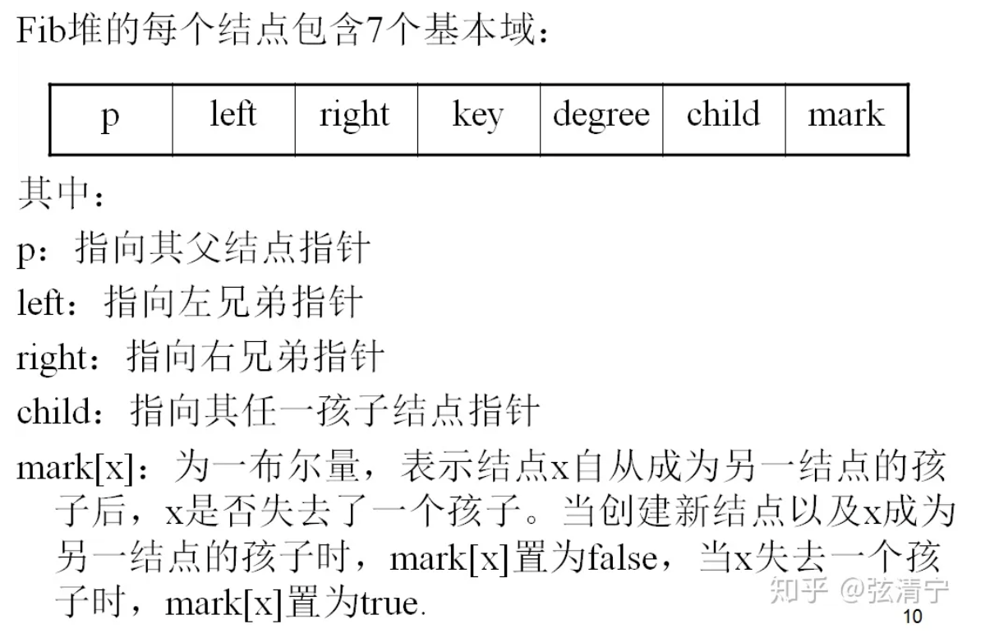 Fib堆的每个结点包含7个基本域：
p left right key degree child mark
其中：
p：指向其父结点指针
left：指向左兄弟指针
right：指向右兄弟指针
child：指向其任一孩子结点指针
mark[x]：为一布尔量，表示结点x自从成为另一结点的孩
子后，x是否失去了一个孩子。当创建新结点以及x成为
另一结点的孩子时，mark[x]置为false，当x失去一个孩
子时，mark[x]置为true.
知乎 @弦清宁
10